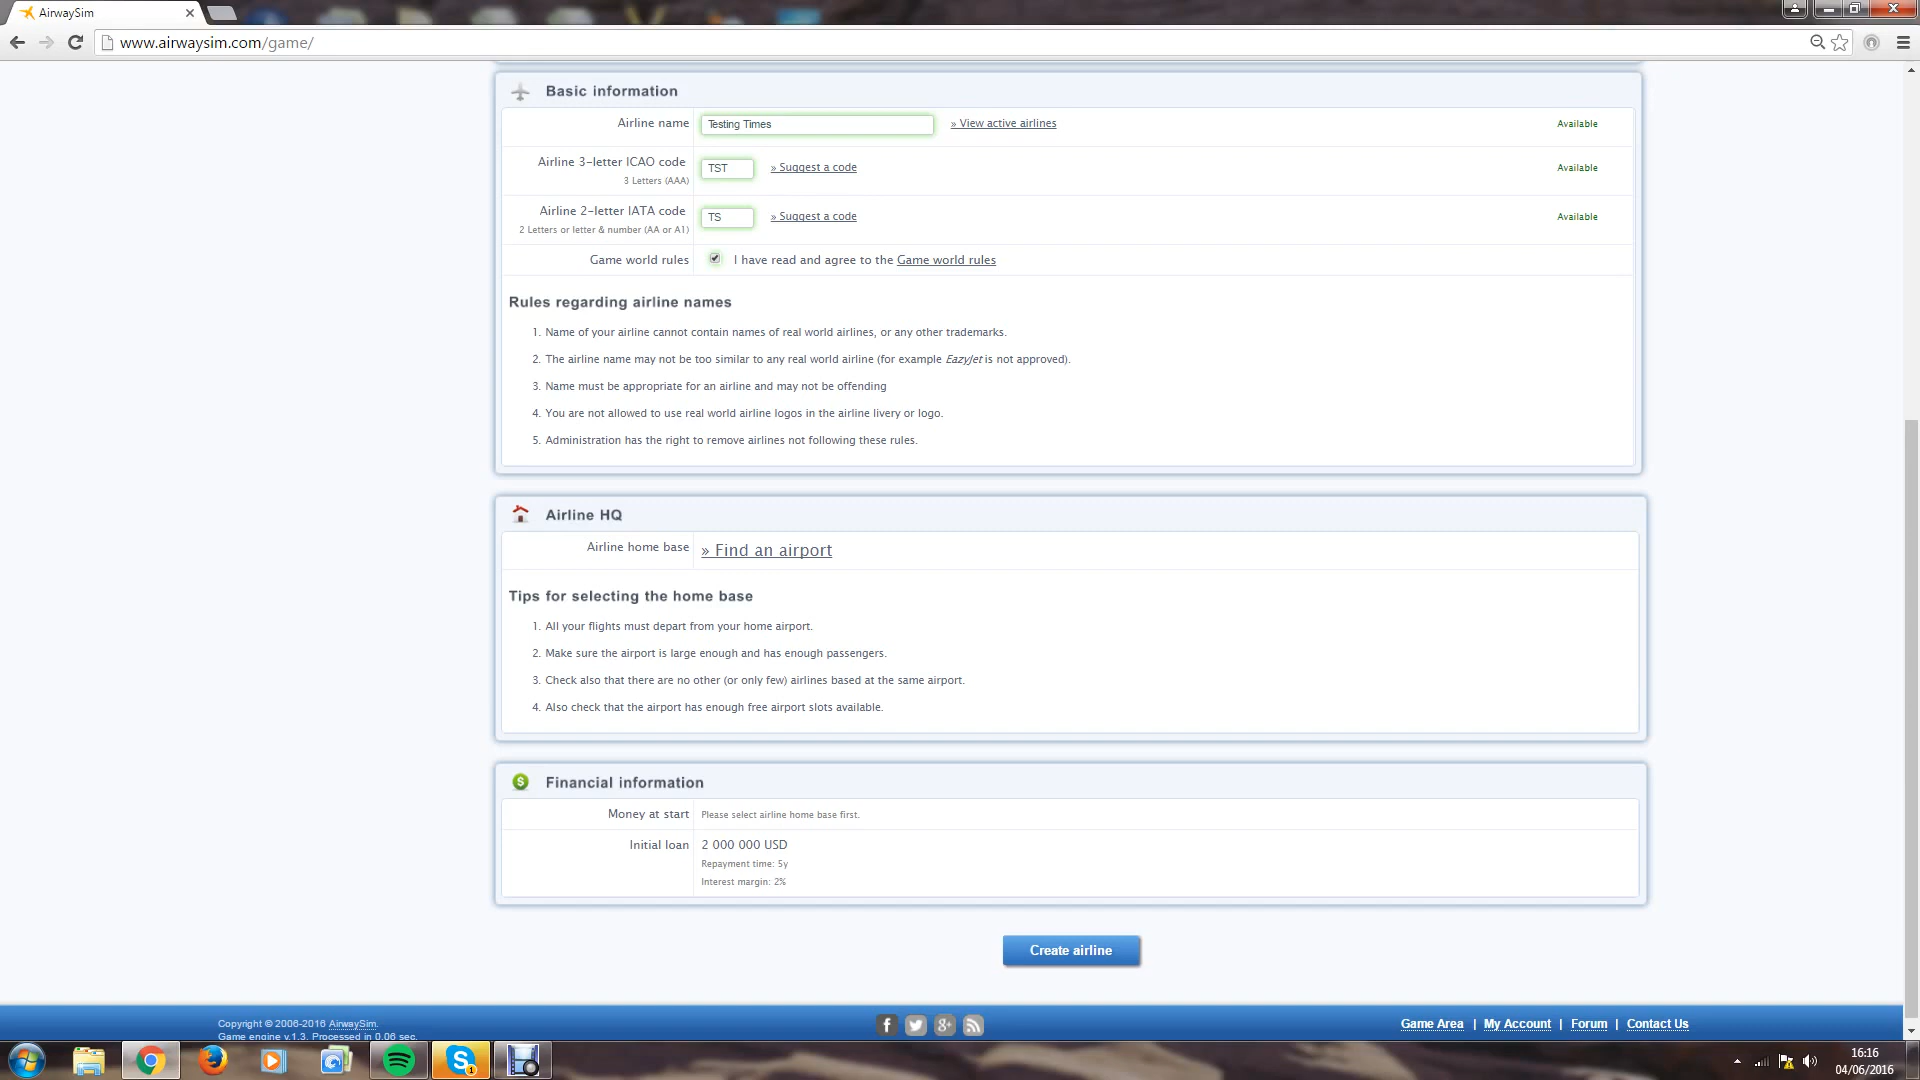 AirwaySim
www.airwaysim.com/game/
Basic information
Airline name
Testing Times
» View active airlines
Available
Airline 3-letter ICAO code
3 Letters (AAA)
TST
» Suggest a code
Available
Airline 2-letter IATA code
2 Letters or letter & number (AA or A1)
TS
» Suggest a code
Available
Game world rules
I have read and agree to the Game world rules
Rules regarding airline names
1. Name of your airline cannot contain names of real world airlines, or any other trademarks.
2. The airline name may not be too similar to any real world airline (for example EazyJet is not approved).
3. Name must be appropriate for an airline and may not be offending
4. You are not allowed to use real world airline logos in the airline livery or logo.
5. Administration has the right to remove airlines not following these rules.
Airline HQ
Airline home base
» Find an airport
Tips for selecting the home base
1. All your flights must depart from your home airport.
2. Make sure the airport is large enough and has enough passengers.
3. Check also that there are no other (or only few) airlines based at the same airport.
4. Also check that the airport has enough free airport slots available.
Financial information
Money at start
Please select airline home base first.
Initial loan
2 000 000 USD
Repayment time: 5y
Interest margin: 2%
Create airline
Copyright © 2006-2016 AirwaySim.
Game engine v.1.3. Processed in 0.06 sec.
Game Area | My Account | Forum | Contact Us
16:16
04/06/2016